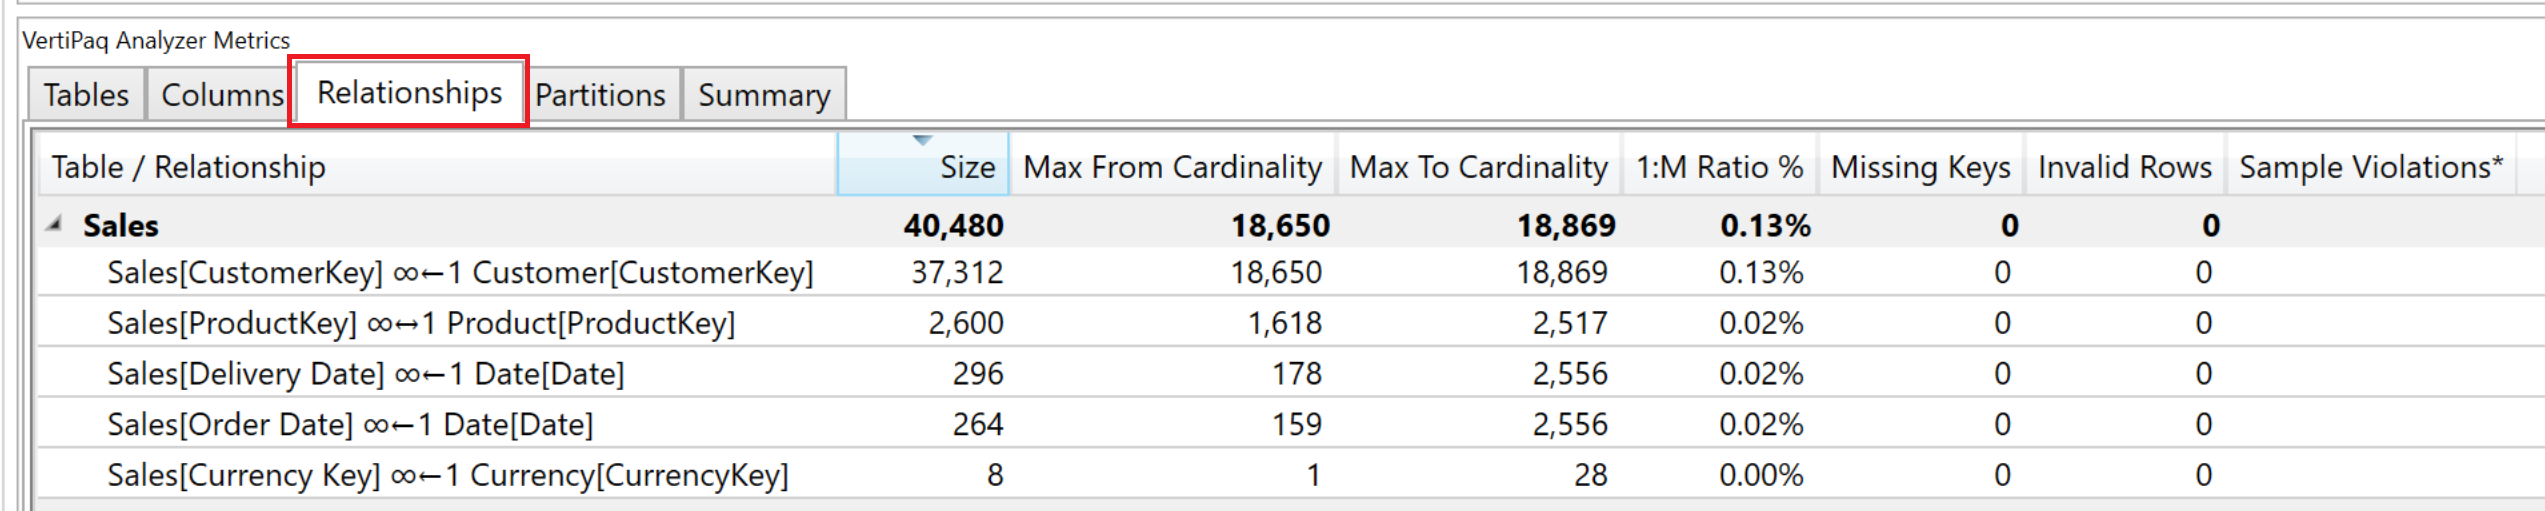 VertiPaq Analyzer Metrics
Tables Columns Relationships Partitions Summary
Table / Relationship Size Max From Cardinality Max To Cardinality 1:M Ratio % Missing Keys Invalid Rows Sample Violations*
Sales 40,480 18,650 18,869 0.13% 0 0
Sales[CustomerKey] ∞←1 Customer[CustomerKey] 37,312 18,650 18,869 0.13% 0 0
Sales[ProductKey] ∞↔1 Product[ProductKey] 2,600 1,618 2,517 0.02% 0 0
Sales[Delivery Date] ∞←1 Date[Date] 296 178 2,556 0.02% 0 0
Sales[Order Date] ∞←1 Date[Date] 264 159 2,556 0.02% 0 0
Sales[Currency Key] ∞←1 Currency[CurrencyKey] 8 1 28 0.00% 0 0